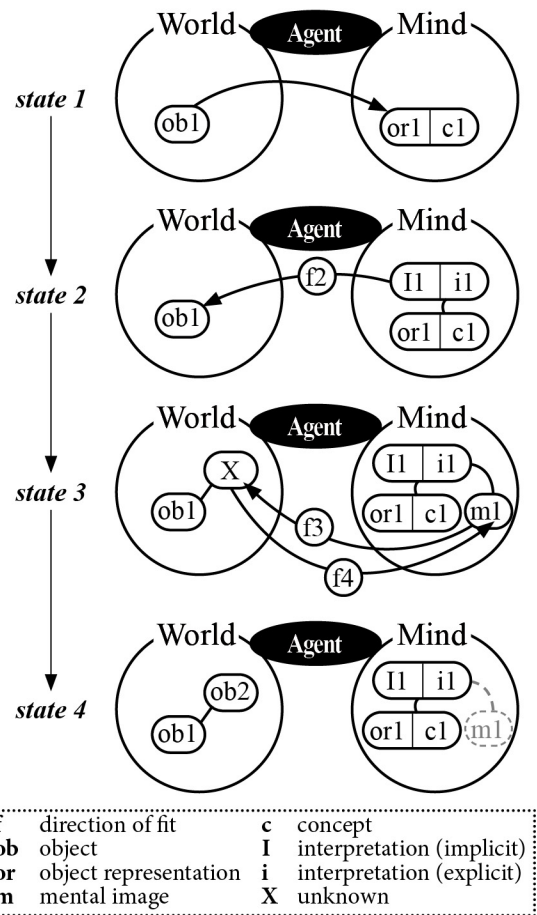 World Agent Mind
state 1
ob1 or1 c1
World Agent Mind
f2 I1 i1
state 2
ob1 or1 c1
World Agent Mind
X I1 i1
state 3
ob1 or1 c1 m1
f3
f4
World Agent Mind
ob2 I1 i1
state 4
ob1 or1 c1 m1
f direction of fit c concept
ob object I interpretation (implicit)
or object representation i interpretation (explicit)
m mental image X unknown